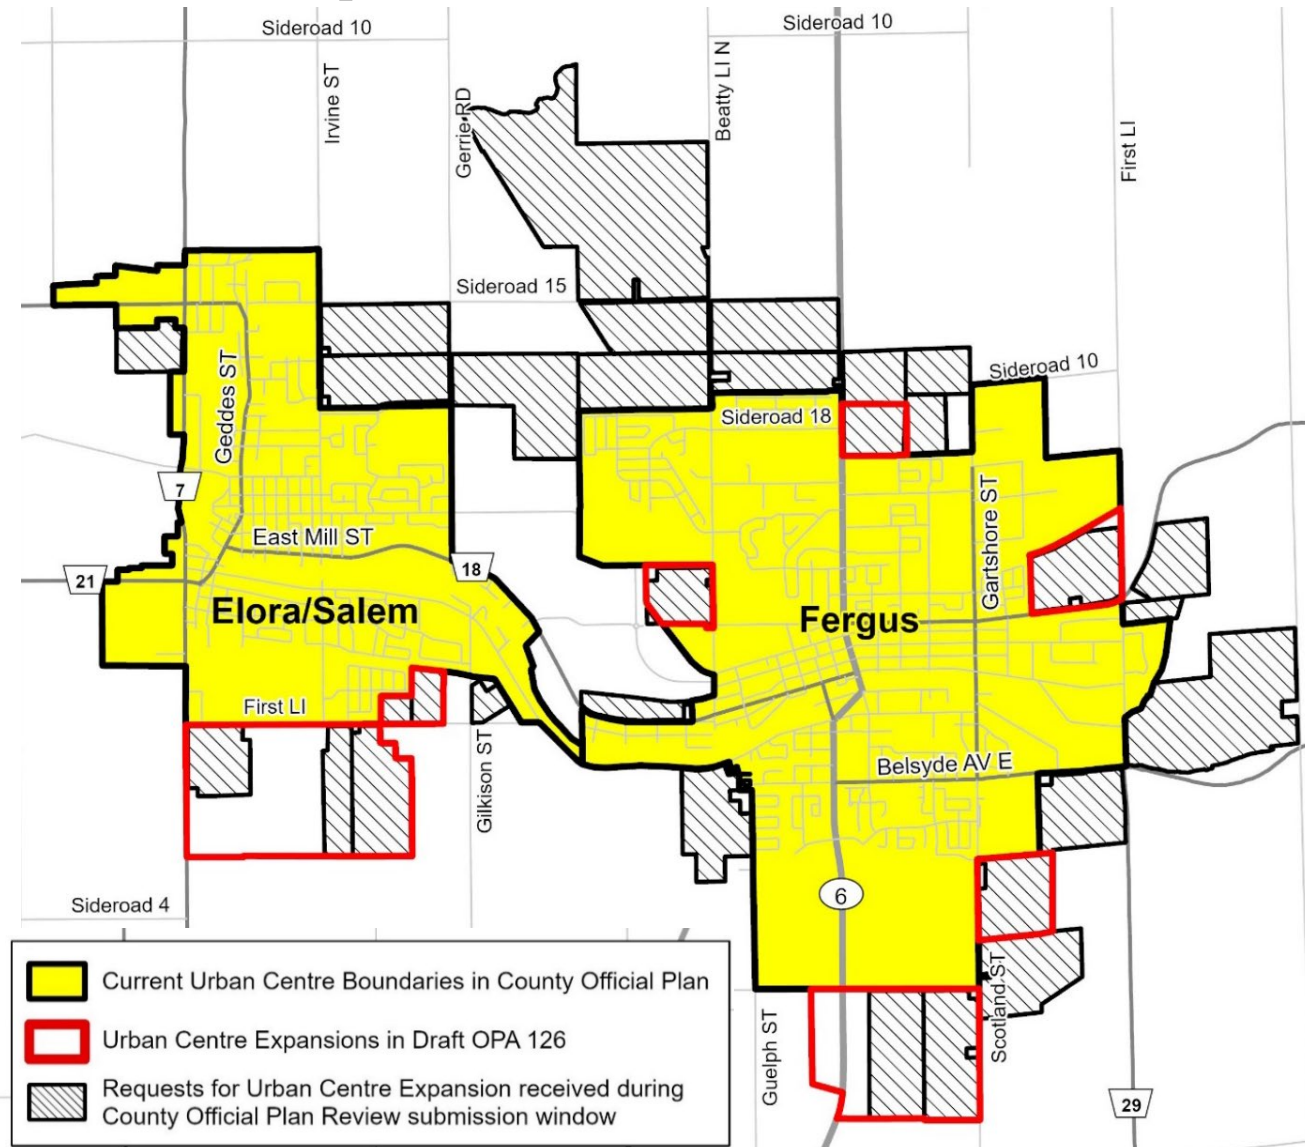 Sideroad 10
Sideroad 10
Irvine ST
Gerrie RD
Beatty LI N
First LI
Sideroad 15
Sideroad 10
Geddes ST
Sideroad 18
7
Gartshore ST
East Mill ST
18
21
Elora/Salem
Fergus
First LI
Gilkison ST
Belsyde AV E
6
Sideroad 4
Scotland ST
Guelph ST
29
Current Urban Centre Boundaries in County Official Plan
Urban Centre Expansions in Draft OPA 126
Requests for Urban Centre Expansion received during
County Official Plan Review submission window